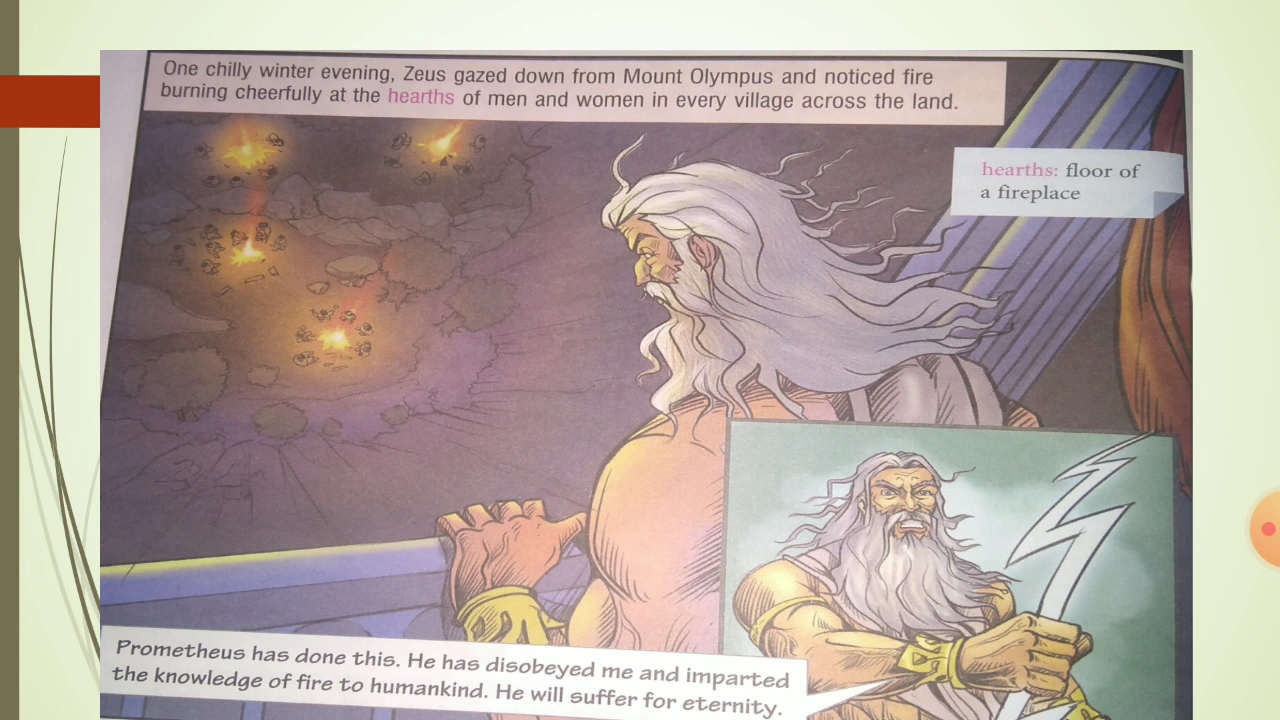 One chilly winter evening, Zeus gazed down from Mount Olympus and noticed fire
burning cheerfully at the hearths of men and women in every village across the land.
hearths: floor of
a fireplace
Prometheus has done this. He has disobeyed me and imparted
the knowledge of fire to humankind. He will suffer for eternity.